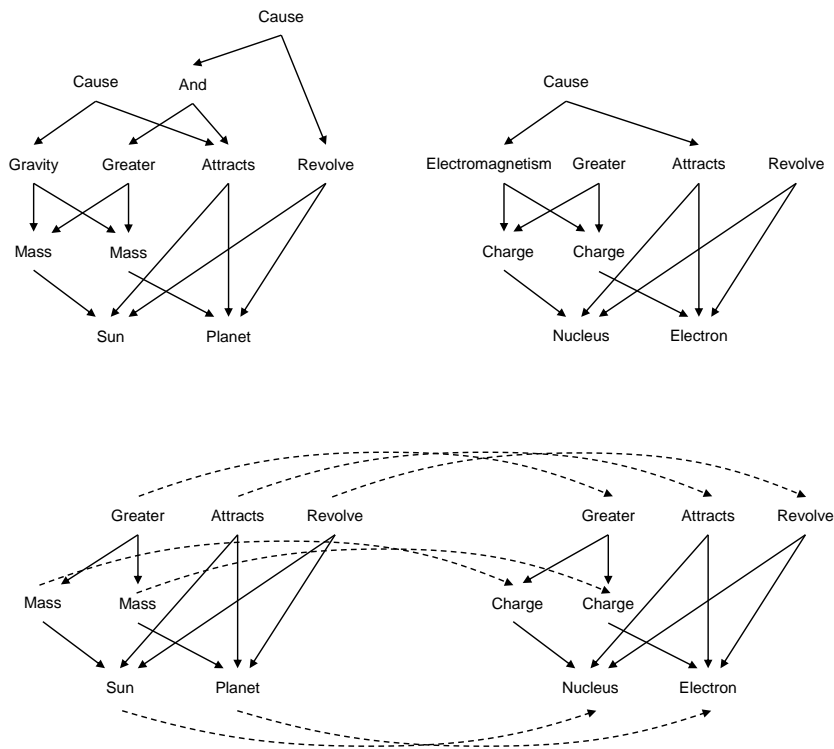 Cause
Cause And
Gravity Greater Attracts Revolve
Mass Mass
Sun Planet
Cause
Electromagnetism Greater Attracts Revolve
Charge Charge
Nucleus Electron
Greater Attracts Revolve
Mass Mass
Sun Planet
Greater Attracts Revolve
Charge Charge
Nucleus Electron